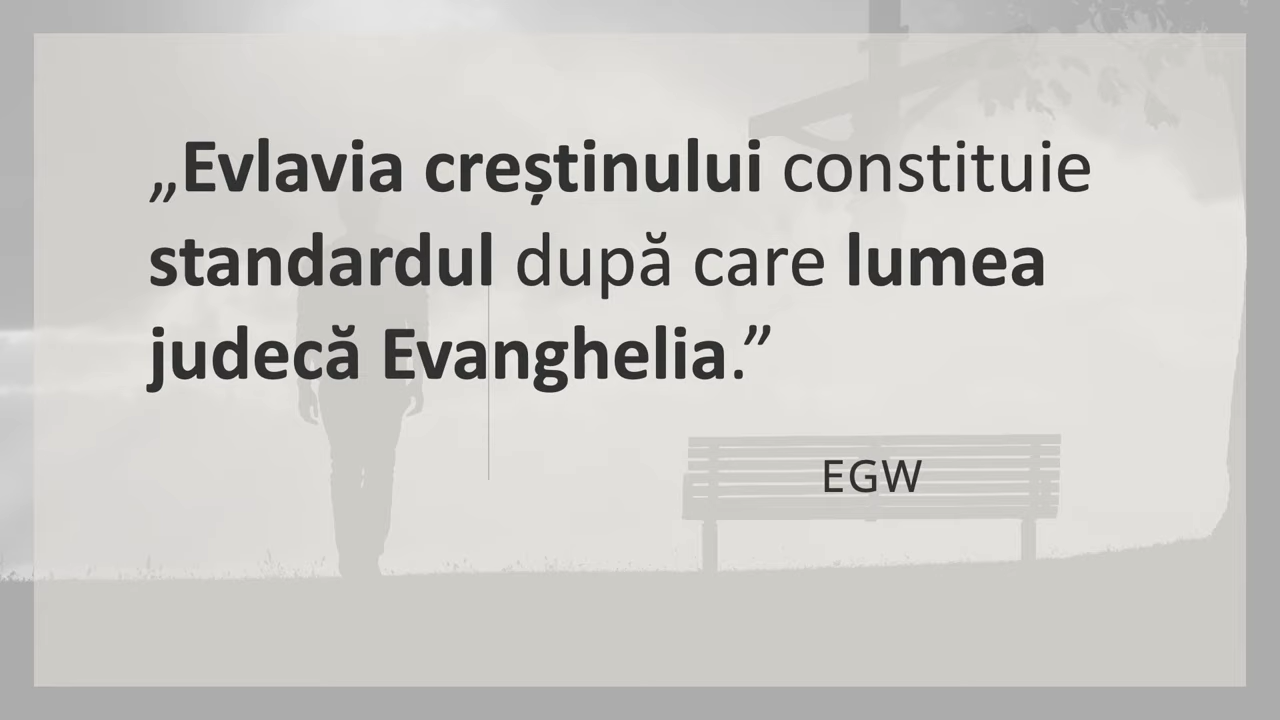 „Evlavia creștinului constituie
standardul după care lumea
judecă Evanghelia.”
EGW